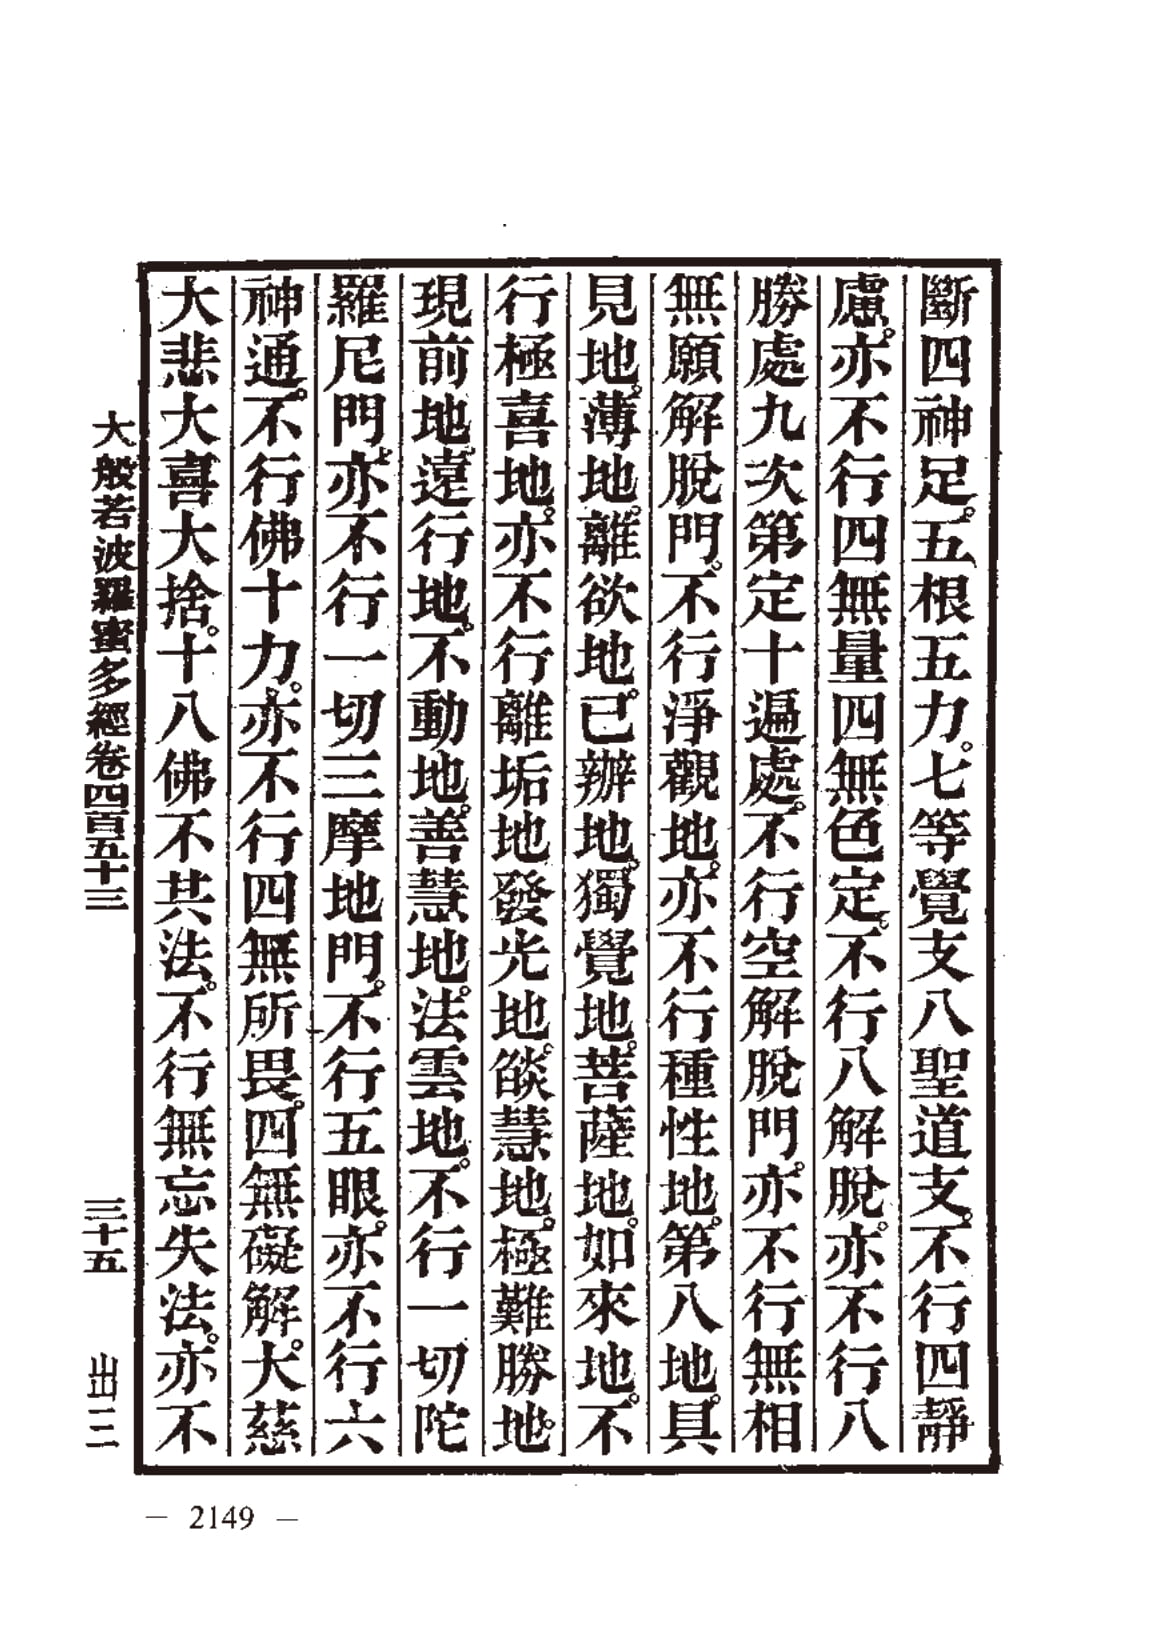 斷四神足。五根五力。七等覺支八聖道支。不行四靜
慮。亦不行四無量四無色定。不行八解脫。亦不行八
勝處九次第定十遍處。不行空解脫門。亦不行無相
無願解脫門。不行淨觀地。亦不行種性地。第八地。具
見地。薄地。離欲地。已辦地。獨覺地。菩薩地。如來地。不
行極喜地。亦不行離垢地發光地。燄慧地。極難勝地。
現前地。遠行地。不動地。善慧地。法雲地。不行一切陀
羅尼門。亦不行一切三摩地門。不行五眼。亦不行六
神通。不行佛十力。亦不行四無所畏。四無礙解。大慈
大悲大喜大捨。十八佛不共法。不行無忘失法。亦不
大般若波羅蜜多經卷四百五十三 三十五 出三
— 2149 —